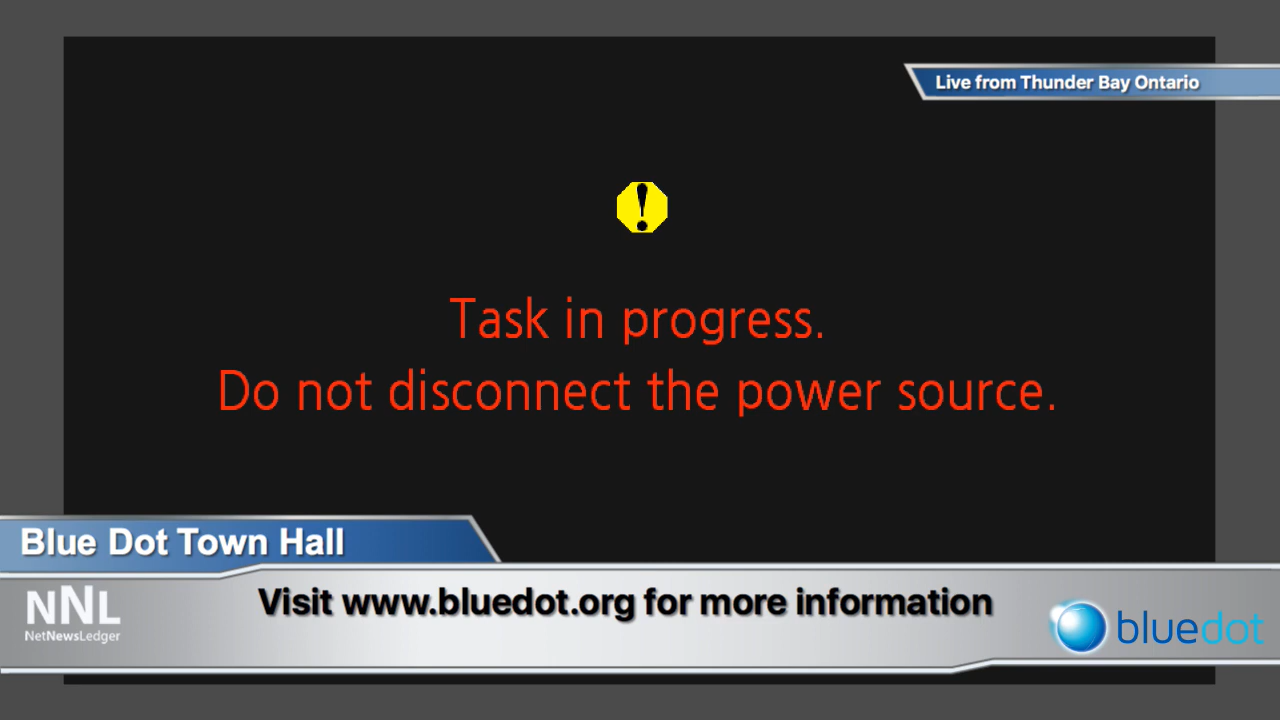 Live from Thunder Bay Ontario
!
Task in progress.
Do not disconnect the power source.
Blue Dot Town Hall
NNL
NetNewsLedger
Visit www.bluedot.org for more information
bluedot